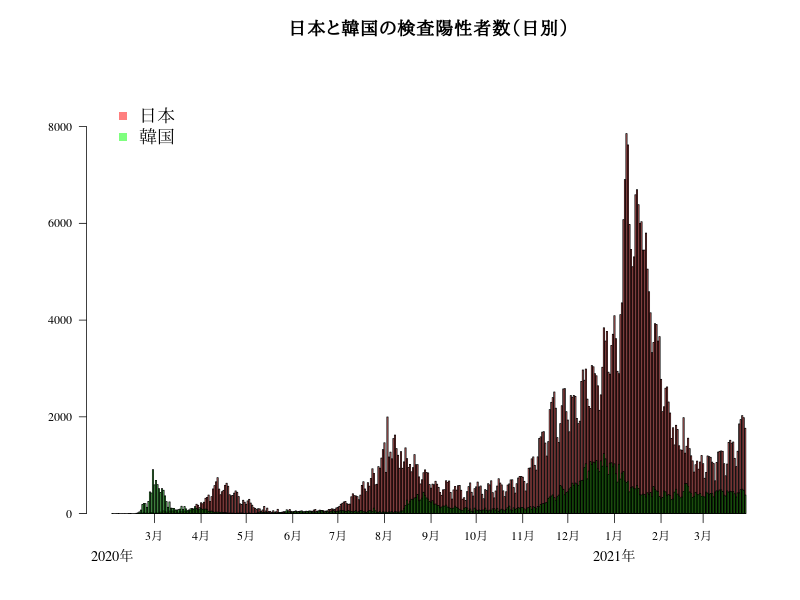 日本と韓国の検査陽性者数(日別)
日本
韓国
8000
6000
4000
2000
0
3月 4月 5月 6月 7月 8月 9月 10月 11月 12月 1月 2月 3月
2020年 2021年